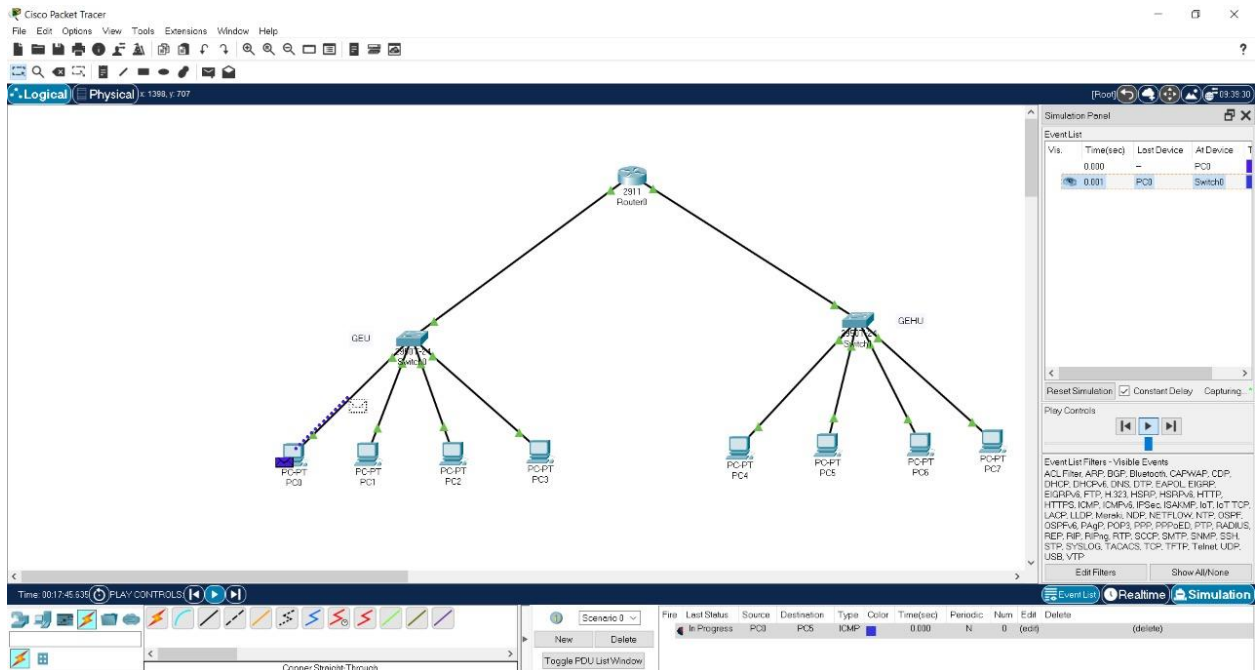 Cisco Packet Tracer
File Edit Options View Tools Extensions Window Help
?
Logical Physical x: 1398, y: 707
[Root] 09:39:30
Simulation Panel
Event List
Vis. Time(sec) Last Device At Device T
0.000 – PC0
0.001 PC0 Switch0
2911
Router0
GEU
Switch0
GEHU
PC-PT
PC0
PC-PT
PC1
PC-PT
PC2
PC-PT
PC3
PC-PT
PC4
PC-PT
PC5
PC-PT
PC6
PC-PT
PC7
Reset Simulation Constant Delay Capturing...
Play Controls
Event List Filters - Visible Events
ACL Filter, ARP, BGP, Bluetooth, CAPWAP, CDP,
DHCP, DHCPv6, DNS, DTP, EAPOL, EIGRP,
EIGRPv6, FTP, H.323, HSRP, HSRPv6, HTTP,
HTTPS, ICMP, ICMPv6, IPSec, ISAKMP, IoT, IoT TCP,
LACP, LLDP, Meraki, NDP, NETFLOW, NTP, OSPF,
OSPFv6, PAgP, POP3, PPP, PPPoED, PTP, RADIUS,
REP, RIP, RIPng, RTP, SCCP, SMTP, SNMP, SSH,
STP, SYSLOG, TACACS, TCP, TFTP, Telnet, UDP,
USB, VTP
Edit Filters Show All/None
Time: 00:17:45.635 PLAY CONTROLS:
Event List Realtime Simulation
Scenario 0
New Delete
Toggle PDU List Window
Fire Last Status Source Destination Type Color Time(sec) Periodic Num Edit Delete
In Progress PC0 PC5 ICMP 0.000 N 0 (edit) (delete)
Copper Straight-Through